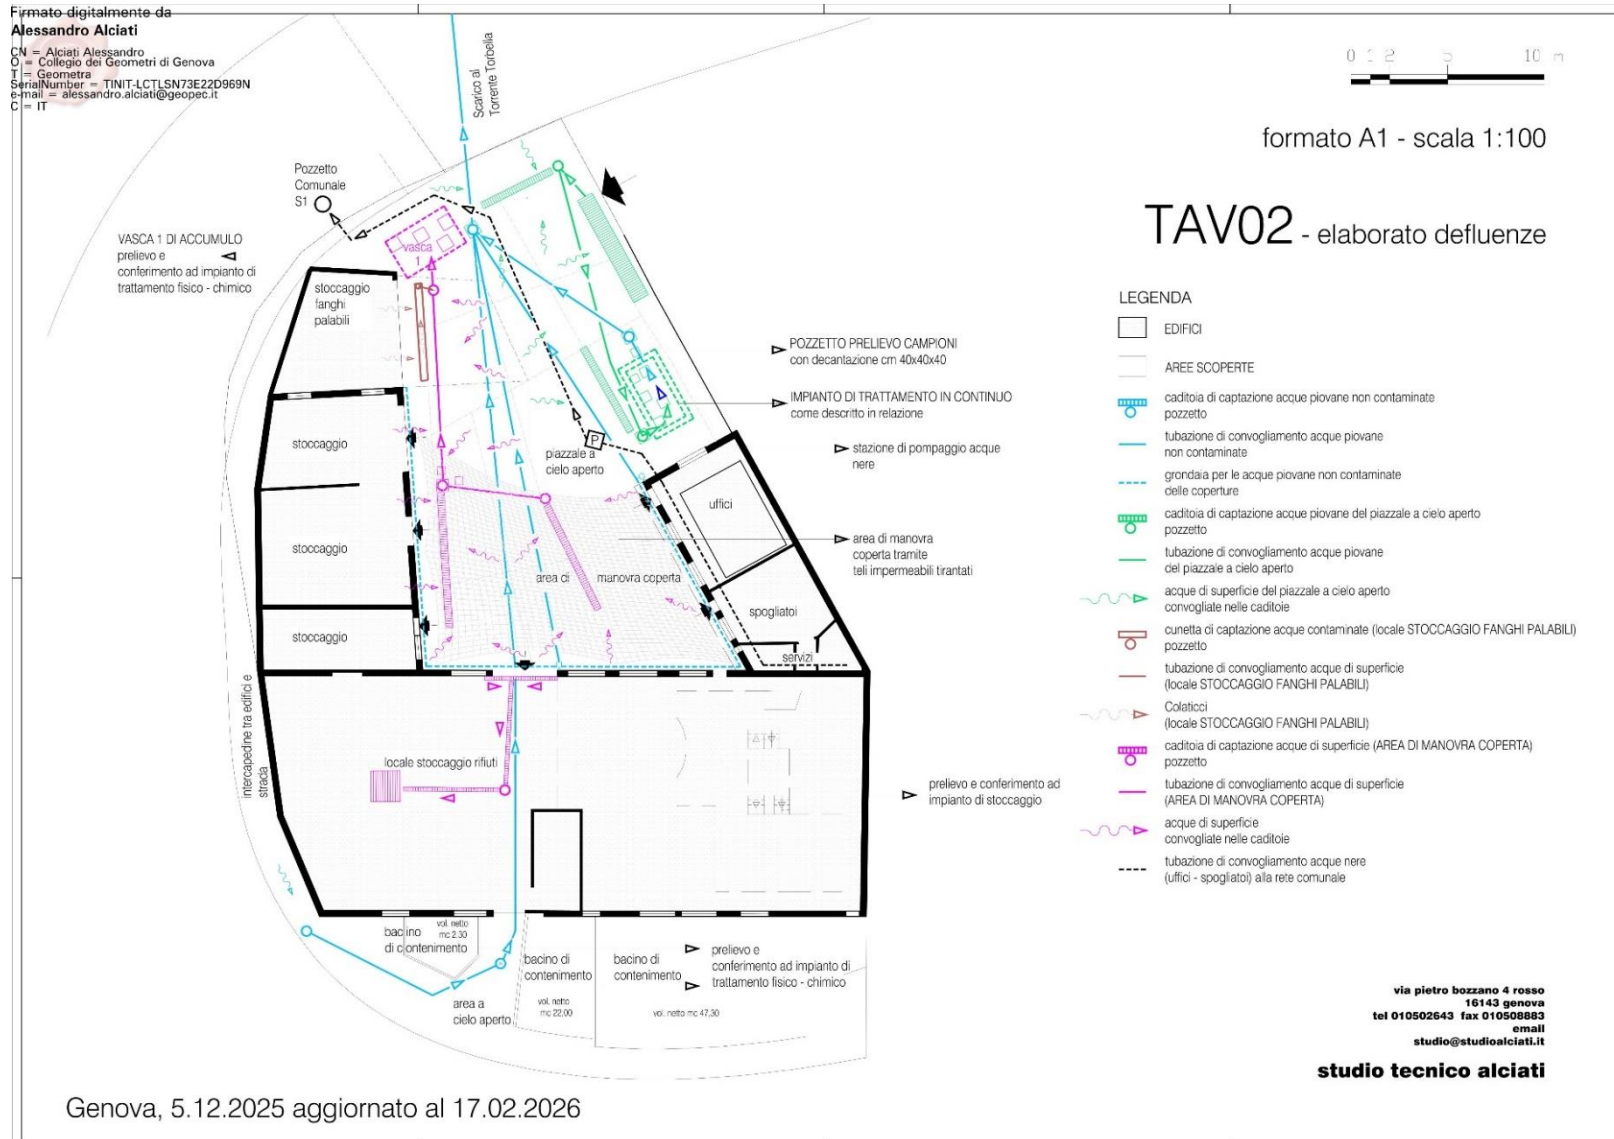 Firmato digitalmente da
Alessandro Alciati
CN = Alciati Alessandro
O = Collegio dei Geometri di Genova
T = Geometra
SerialNumber = TINIT-LCTLSN73E22D969N
e-mail = alessandro.alciati@geopec.it
C = IT
Scarico al
Torrente Torbella
0 1 2 5 10 m
formato A1 - scala 1:100
TAV02 - elaborato defluenze
Pozzetto
Comunale
S1
VASCA 1 DI ACCUMULO
prelievo e
conferimento ad impianto di
trattamento fisico - chimico
vasca
1
stoccaggio
fanghi
palabili
stoccaggio
stoccaggio
stoccaggio
piazzale a
cielo aperto
P
area di manovra coperta
uffici
spogliatoi
servizi
POZZETTO PRELIEVO CAMPIONI
con decantazione cm 40x40x40
IMPIANTO DI TRATTAMENTO IN CONTINUO
come descritto in relazione
stazione di pompaggio acque
nere
area di manovra
coperta tramite
teli impermeabili tirantati
intercapedine tra edifici e
strada
locale stoccaggio rifiuti
prelievo e conferimento ad
impianto di stoccaggio
bacino
di contenimento
vol. netto
mc 2.30
area a
cielo aperto
bacino di
contenimento
vol. netto
mc 22,00
bacino di
contenimento
vol. netto mc 47,30
prelievo e
conferimento ad impianto di
trattamento fisico - chimico
LEGENDA
EDIFICI
AREE SCOPERTE
caditoia di captazione acque piovane non contaminate
pozzetto
tubazione di convogliamento acque piovane
non contaminate
grondaia per le acque piovane non contaminate
delle coperture
caditoia di captazione acque piovane del piazzale a cielo aperto
pozzetto
tubazione di convogliamento acque piovane
del piazzale a cielo aperto
acque di superficie del piazzale a cielo aperto
convogliate nelle caditoie
cunetta di captazione acque contaminate (locale STOCCAGGIO FANGHI PALABILI)
pozzetto
tubazione di convogliamento acque di superficie
(locale STOCCAGGIO FANGHI PALABILI)
Colaticci
(locale STOCCAGGIO FANGHI PALABILI)
caditoia di captazione acque di superficie (AREA DI MANOVRA COPERTA)
pozzetto
tubazione di convogliamento acque di superficie
(AREA DI MANOVRA COPERTA)
acque di superficie
convogliate nelle caditoie
tubazione di convogliamento acque nere
(uffici - spogliatoi) alla rete comunale
via pietro bozzano 4 rosso
16143 genova
tel 010502643 fax 010508883
email
studio@studioalciati.it
studio tecnico alciati
Genova, 5.12.2025 aggiornato al 17.02.2026